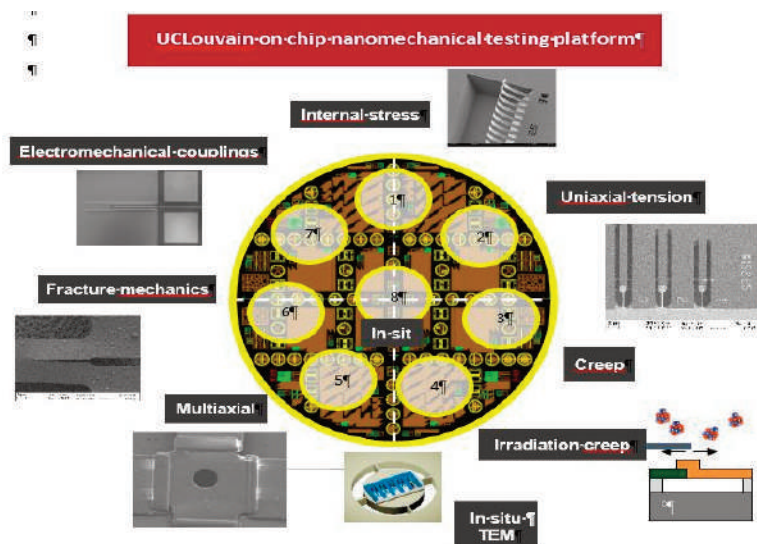 ¶
¶
¶
UCLouvain·on·chip·nanomechanical·testing·platform¶
Internal·stress¶
Electromechanical·couplings¶
Uniaxial·tension¶
1¶
7¶
2¶
Fracture·mechanics¶
8¶
6¶
3¶
In-sit
Creep¶
5¶
4¶
Multiaxial
Irradiation·creep¶
In-situ·¶
TEM¶